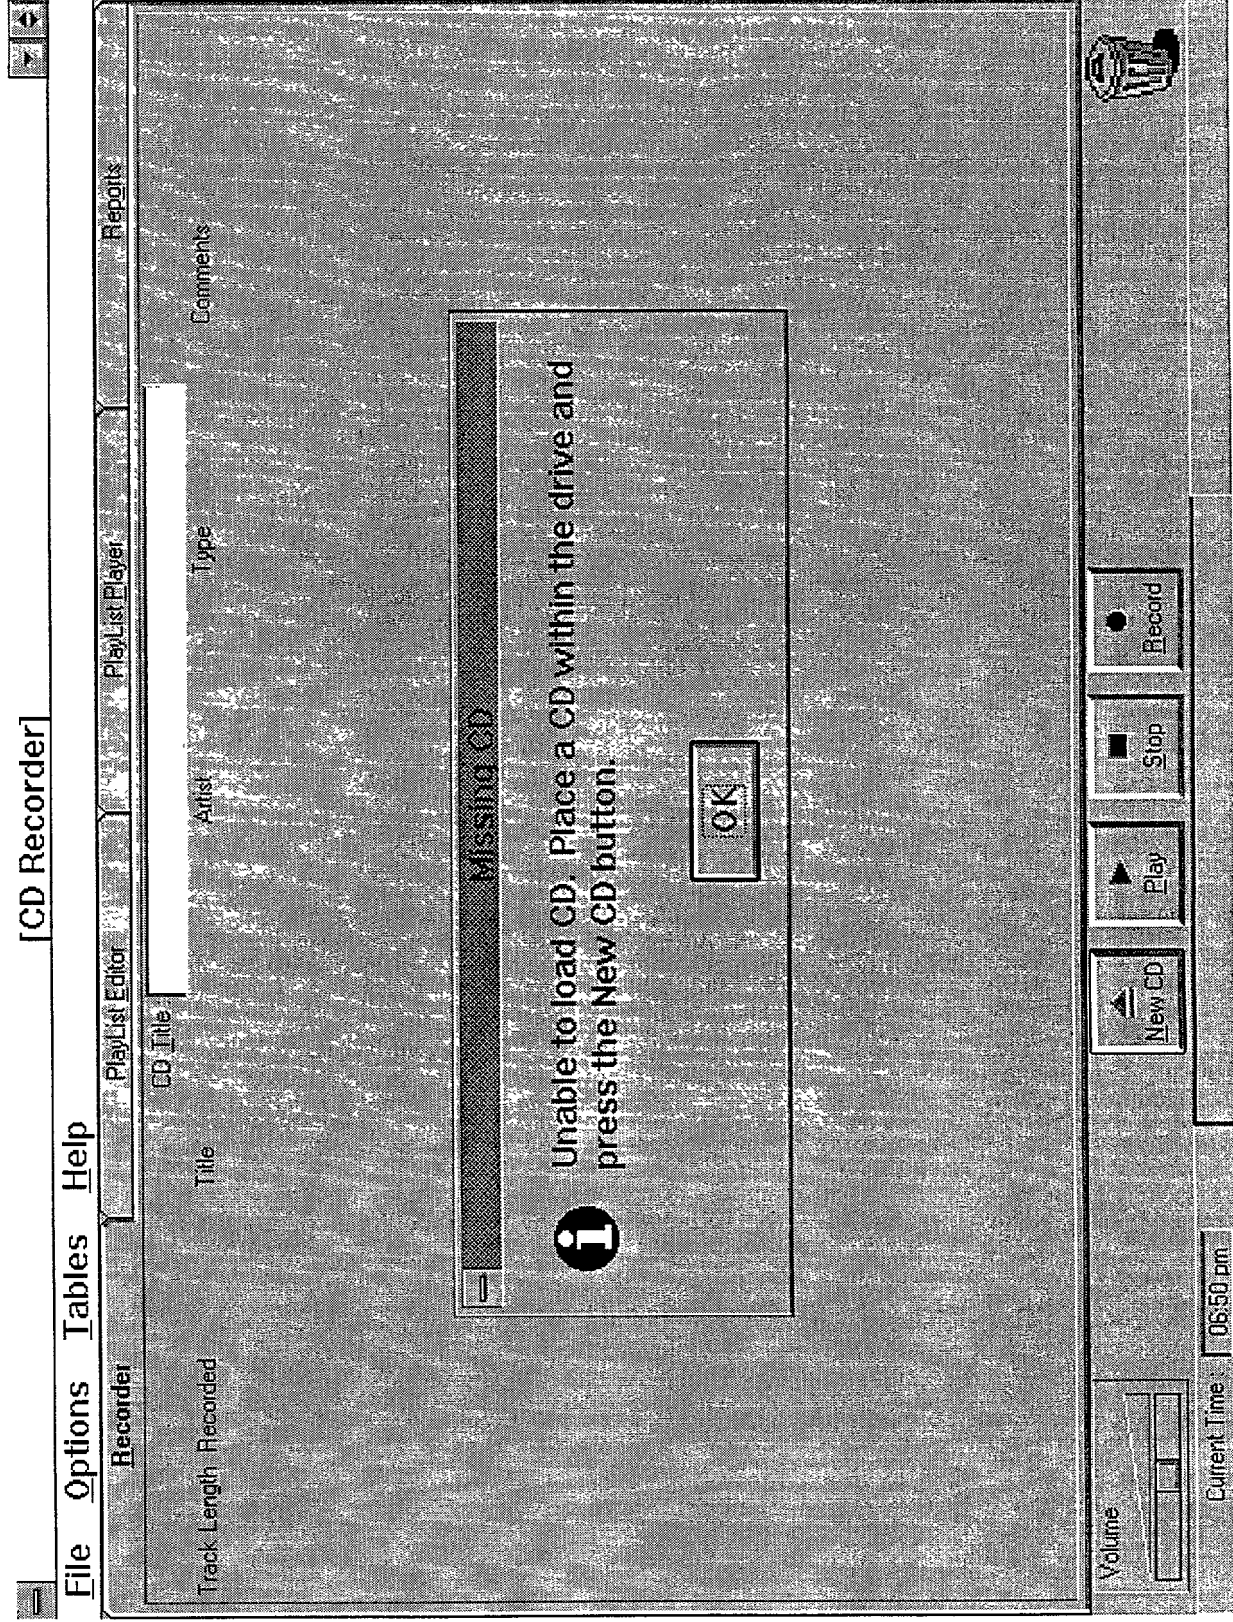 [CD Recorder]
File Options Tables Help
Recorder PlayList Editor PlayList Player Reports
CD Title
Track Length Recorded Title Artist Type Comments
Missing CD
Unable to load CD. Place a CD within the drive and
press the New CD button.
OK
Volume
New CD Play Stop Record
Current Time : 06:50 pm